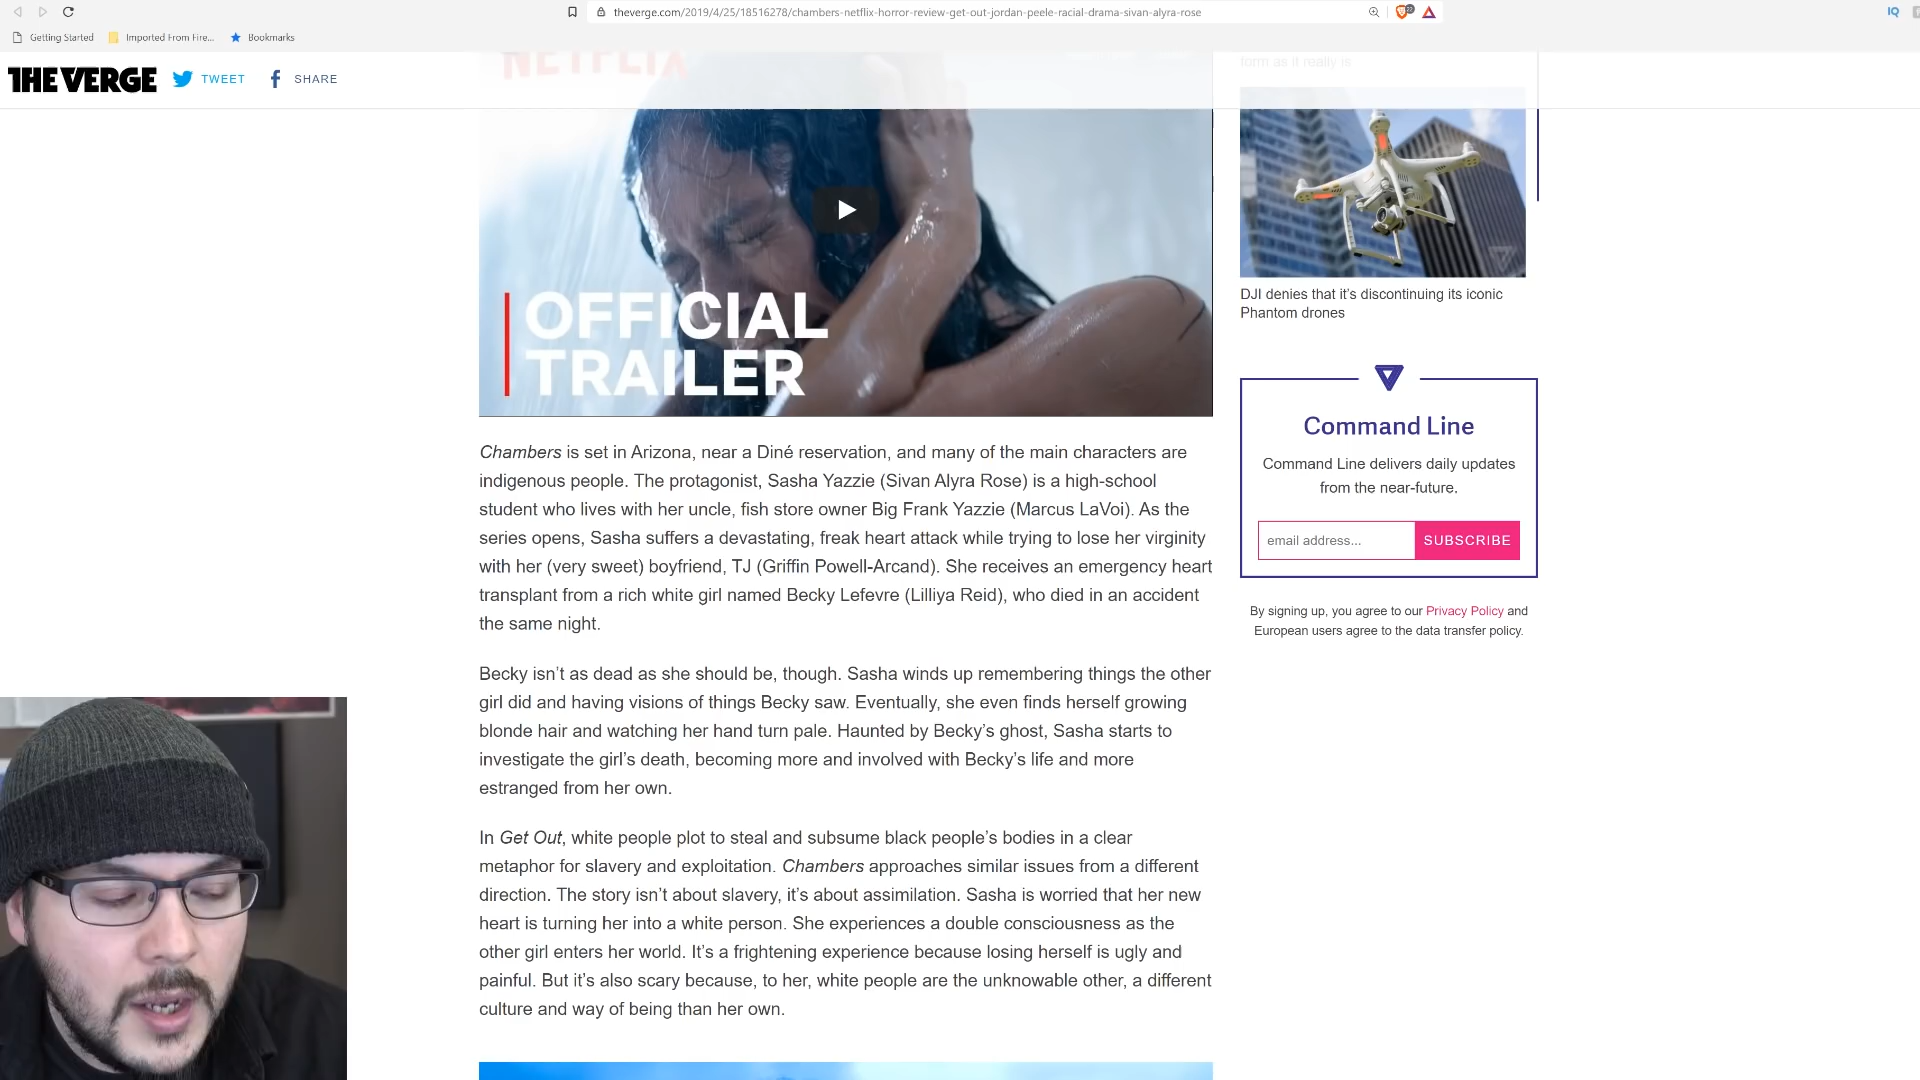 theverge.com/2019/4/25/18516278/chambers-netflix-horror-review-get-out-jordan-peele-racial-drama-sivan-alyra-rose
IQ
Getting Started
Imported From Fire...
Bookmarks
THE VERGE
TWEET
SHARE
NETFLIX
form as it really is
OFFICIAL
TRAILER
DJI denies that it's discontinuing its iconic
Phantom drones
Command Line
Command Line delivers daily updates
from the near-future.
email address...
SUBSCRIBE
By signing up, you agree to our Privacy Policy and
European users agree to the data transfer policy.
Chambers is set in Arizona, near a Diné reservation, and many of the main characters are
indigenous people. The protagonist, Sasha Yazzie (Sivan Alyra Rose) is a high-school
student who lives with her uncle, fish store owner Big Frank Yazzie (Marcus LaVoi). As the
series opens, Sasha suffers a devastating, freak heart attack while trying to lose her virginity
with her (very sweet) boyfriend, TJ (Griffin Powell-Arcand). She receives an emergency heart
transplant from a rich white girl named Becky Lefevre (Lilliya Reid), who died in an accident
the same night.
Becky isn't as dead as she should be, though. Sasha winds up remembering things the other
girl did and having visions of things Becky saw. Eventually, she even finds herself growing
blonde hair and watching her hand turn pale. Haunted by Becky's ghost, Sasha starts to
investigate the girl's death, becoming more and involved with Becky's life and more
estranged from her own.
In Get Out, white people plot to steal and subsume black people's bodies in a clear
metaphor for slavery and exploitation. Chambers approaches similar issues from a different
direction. The story isn't about slavery, it's about assimilation. Sasha is worried that her new
heart is turning her into a white person. She experiences a double consciousness as the
other girl enters her world. It's a frightening experience because losing herself is ugly and
painful. But it's also scary because, to her, white people are the unknowable other, a different
culture and way of being than her own.